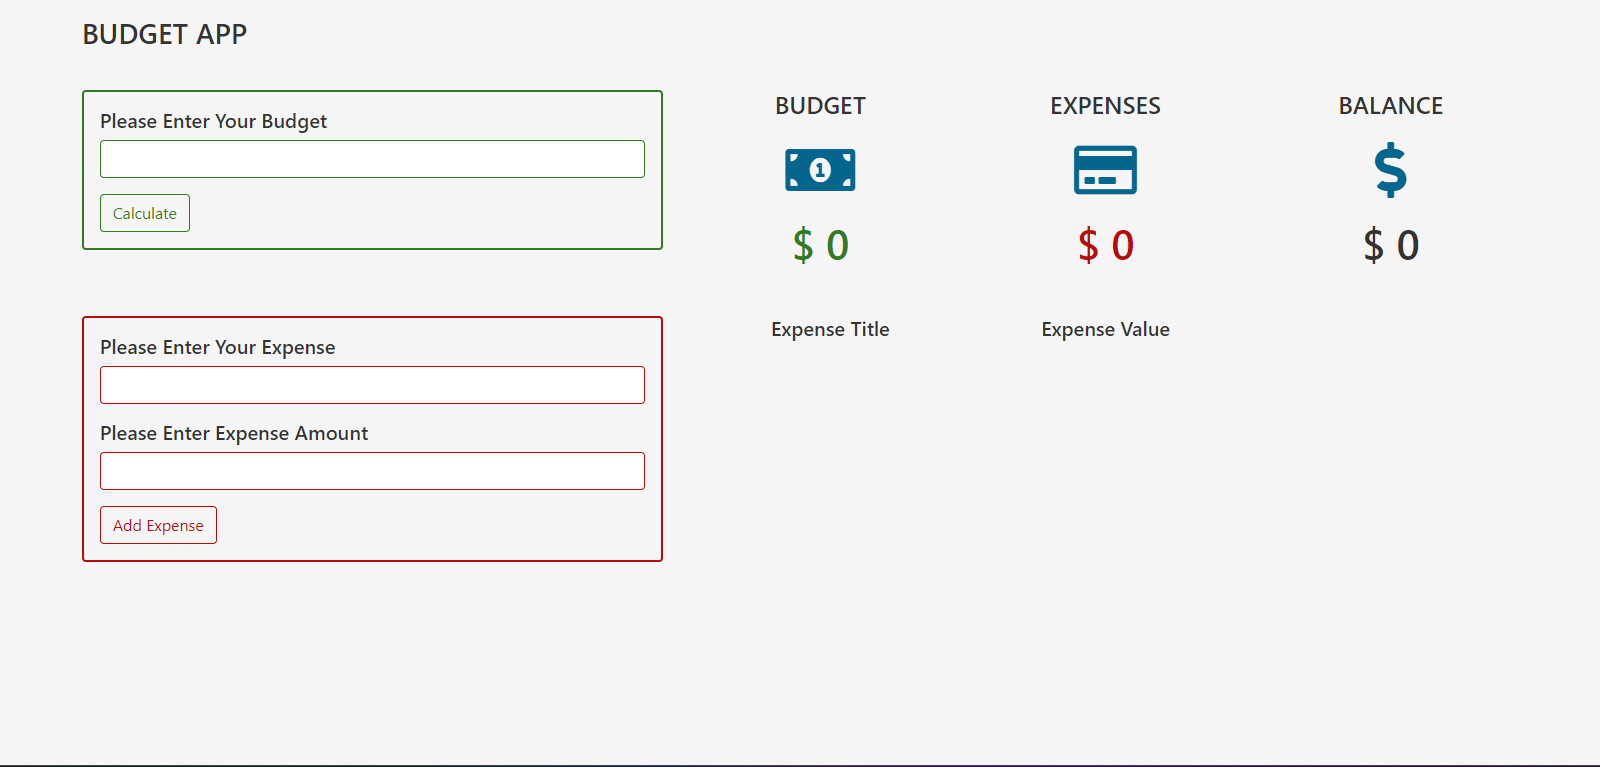 BUDGET APP
Please Enter Your Budget
Calculate
BUDGET EXPENSES BALANCE
1
$ 0 $ 0 $ 0
Please Enter Your Expense
Please Enter Expense Amount
Add Expense
Expense Title Expense Value